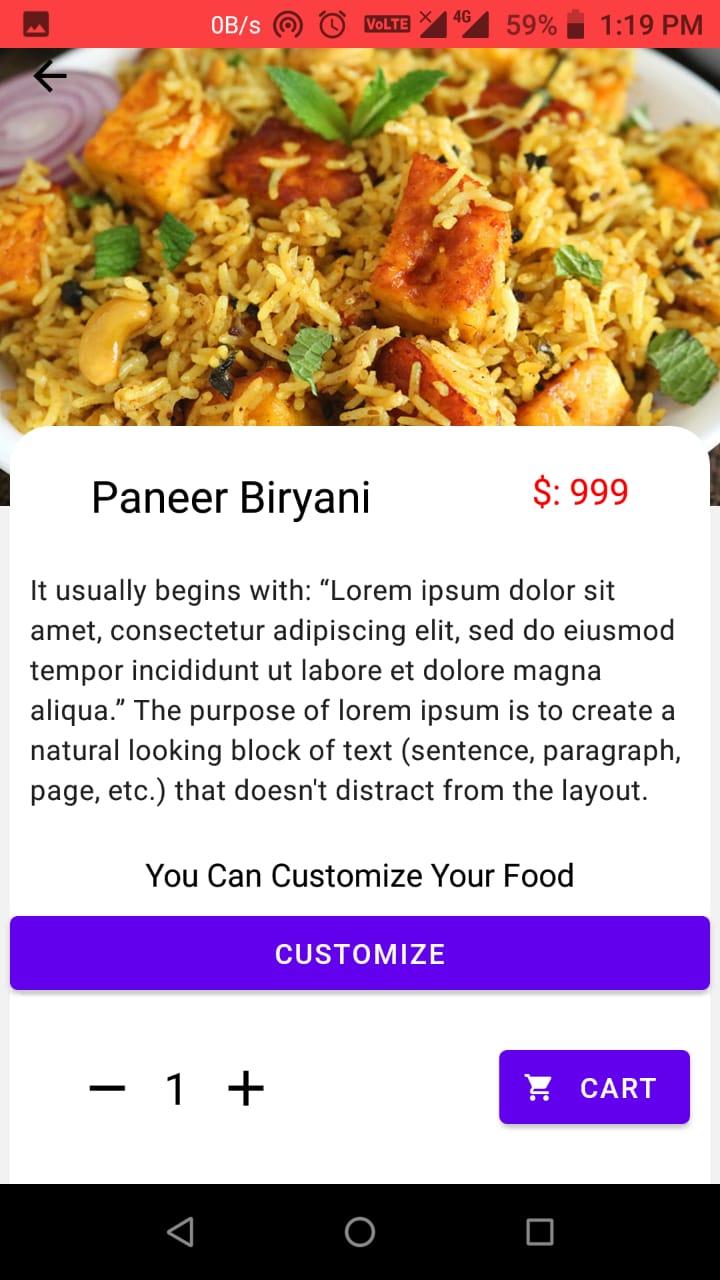 0B/s VoLTE 4G 59% 1:19 PM
Paneer Biryani
$: 999
It usually begins with: “Lorem ipsum dolor sit
amet, consectetur adipiscing elit, sed do eiusmod
tempor incididunt ut labore et dolore magna
aliqua.” The purpose of lorem ipsum is to create a
natural looking block of text (sentence, paragraph,
page, etc.) that doesn't distract from the layout.
You Can Customize Your Food
CUSTOMIZE
1
CART